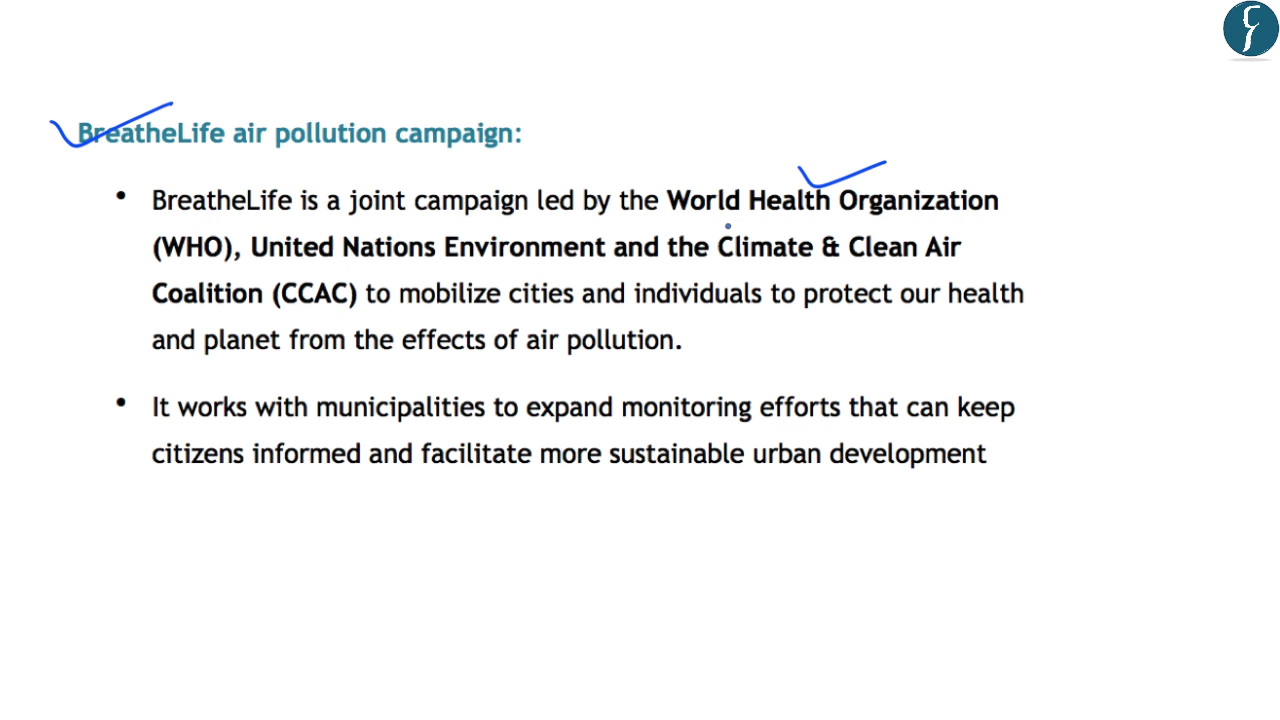 BreatheLife air pollution campaign:
• BreatheLife is a joint campaign led by the World Health Organization
(WHO), United Nations Environment and the Climate & Clean Air
Coalition (CCAC) to mobilize cities and individuals to protect our health
and planet from the effects of air pollution.
• It works with municipalities to expand monitoring efforts that can keep
citizens informed and facilitate more sustainable urban development